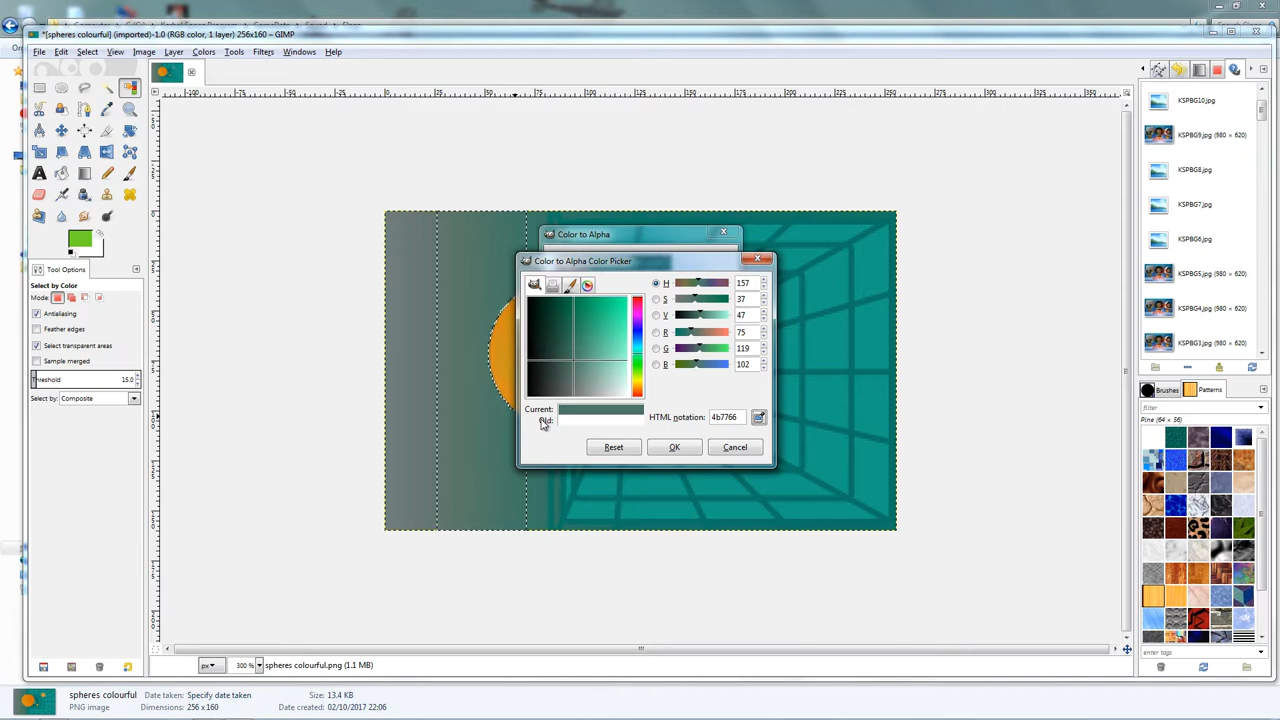 *[spheres colourful] (imported)-1.0 (RGB color, 1 layer) 256x160 – GIMP
File Edit Select View Image Layer Colors Tools Filters Windows Help
Tool Options
Select by Color
Mode:
Antialiasing
Feather edges
Select transparent areas
Sample merged
Threshold 15.0
Select by: Composite
Color to Alpha
Color to Alpha Color Picker
H 157
S 37
V 47
R 75
G 119
B 102
Current:
Old:
HTML notation: 4b7766
Reset OK Cancel
KSPBG10.jpg
KSPBG9.jpg (980 × 620)
KSPBG8.jpg
KSPBG7.jpg
KSPBG6.jpg
KSPBG5.jpg (980 × 620)
KSPBG4.jpg (980 × 620)
KSPBG3.jpg (980 × 620)
Brushes Patterns
filter
Pine (64 × 56)
enter tags
px 300 % spheres colourful.png (1.1 MB)
spheres colourful Date taken: Specify date taken Size: 13.4 KB
PNG image Dimensions: 256 x 160 Date created: 02/10/2017 22:06